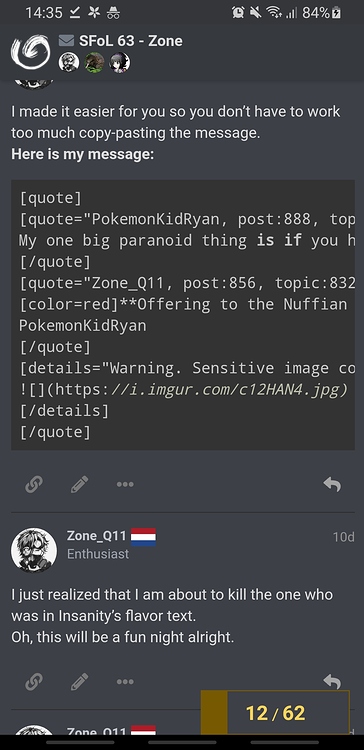 14:35
84%
SFoL 63 - Zone
I made it easier for you so you don't have to work
too much copy-pasting the message.
Here is my message:
[quote]
[quote="PokemonKidRyan, post:888, top
My one big paranoid thing is if you h
[/quote]
[quote="Zone_Q11, post:856, topic:832
[color=red]**Offering to the Nuffian
PokemonKidRyan
[/quote]
[details="Warning. Sensitive image co
![](https://i.imgur.com/c12HAN4.jpg)
[/details]
[/quote]
Zone_Q11
10d
Enthusiast
I just realized that I am about to kill the one who
was in Insanity's flavor text.
Oh, this will be a fun night alright.
12 / 62
Zone_Q11